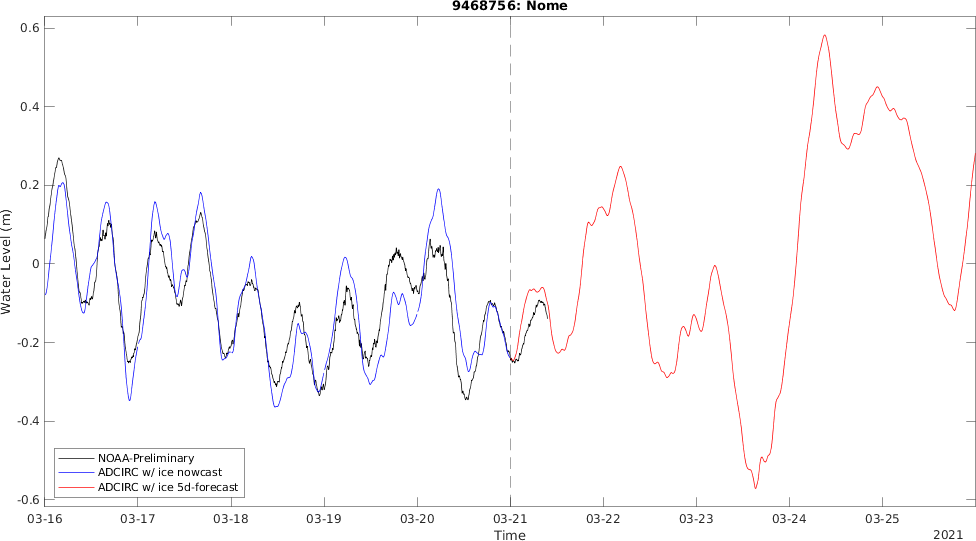 9468756: Nome
0.6
0.4
0.2
0
-0.2
-0.4
-0.6
Water Level (m)
NOAA-Preliminary
ADCIRC w/ ice nowcast
ADCIRC w/ ice 5d-forecast
03-16 03-17 03-18 03-19 03-20 03-21 03-22 03-23 03-24 03-25
Time
2021